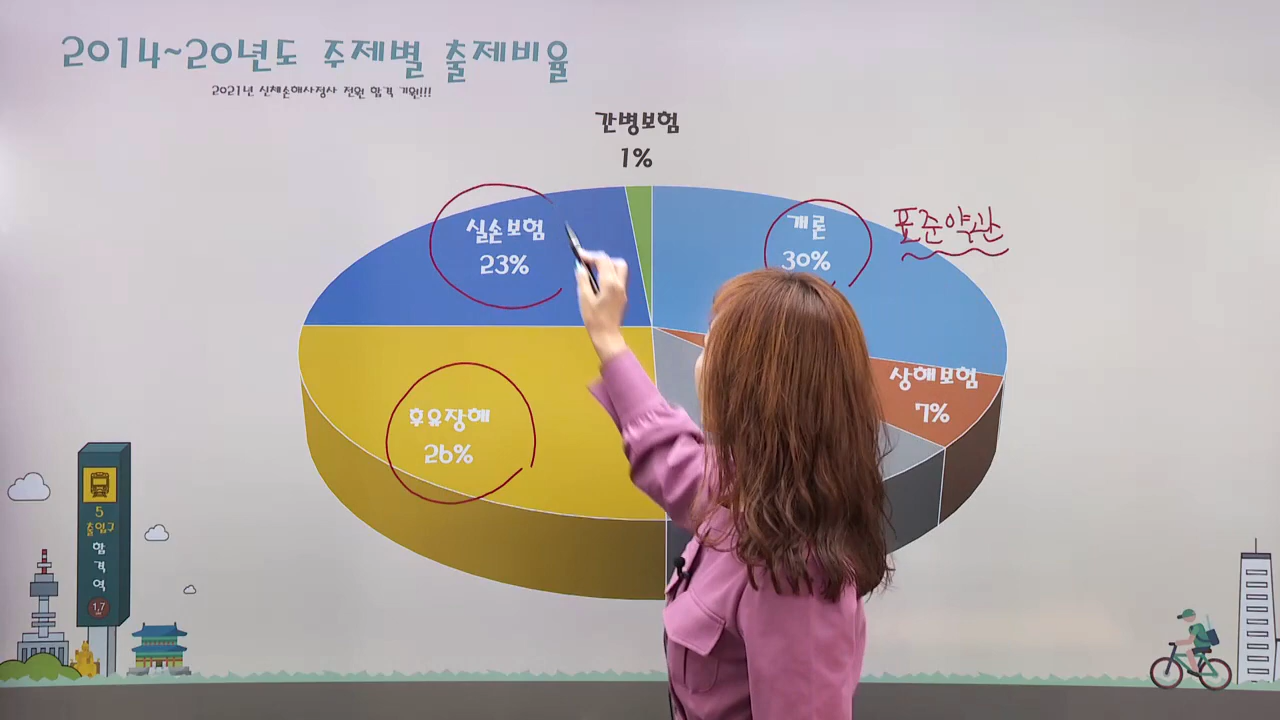 2014~20년도 주제별 출제비율
2021년 신체손해사정사 전원 합격 기원!!!
간병보험
1%
실손보험
23%
개론
30%
표준약관
상해보험
7%
후유장해
26%
5
출입구
합
격
역
1,7